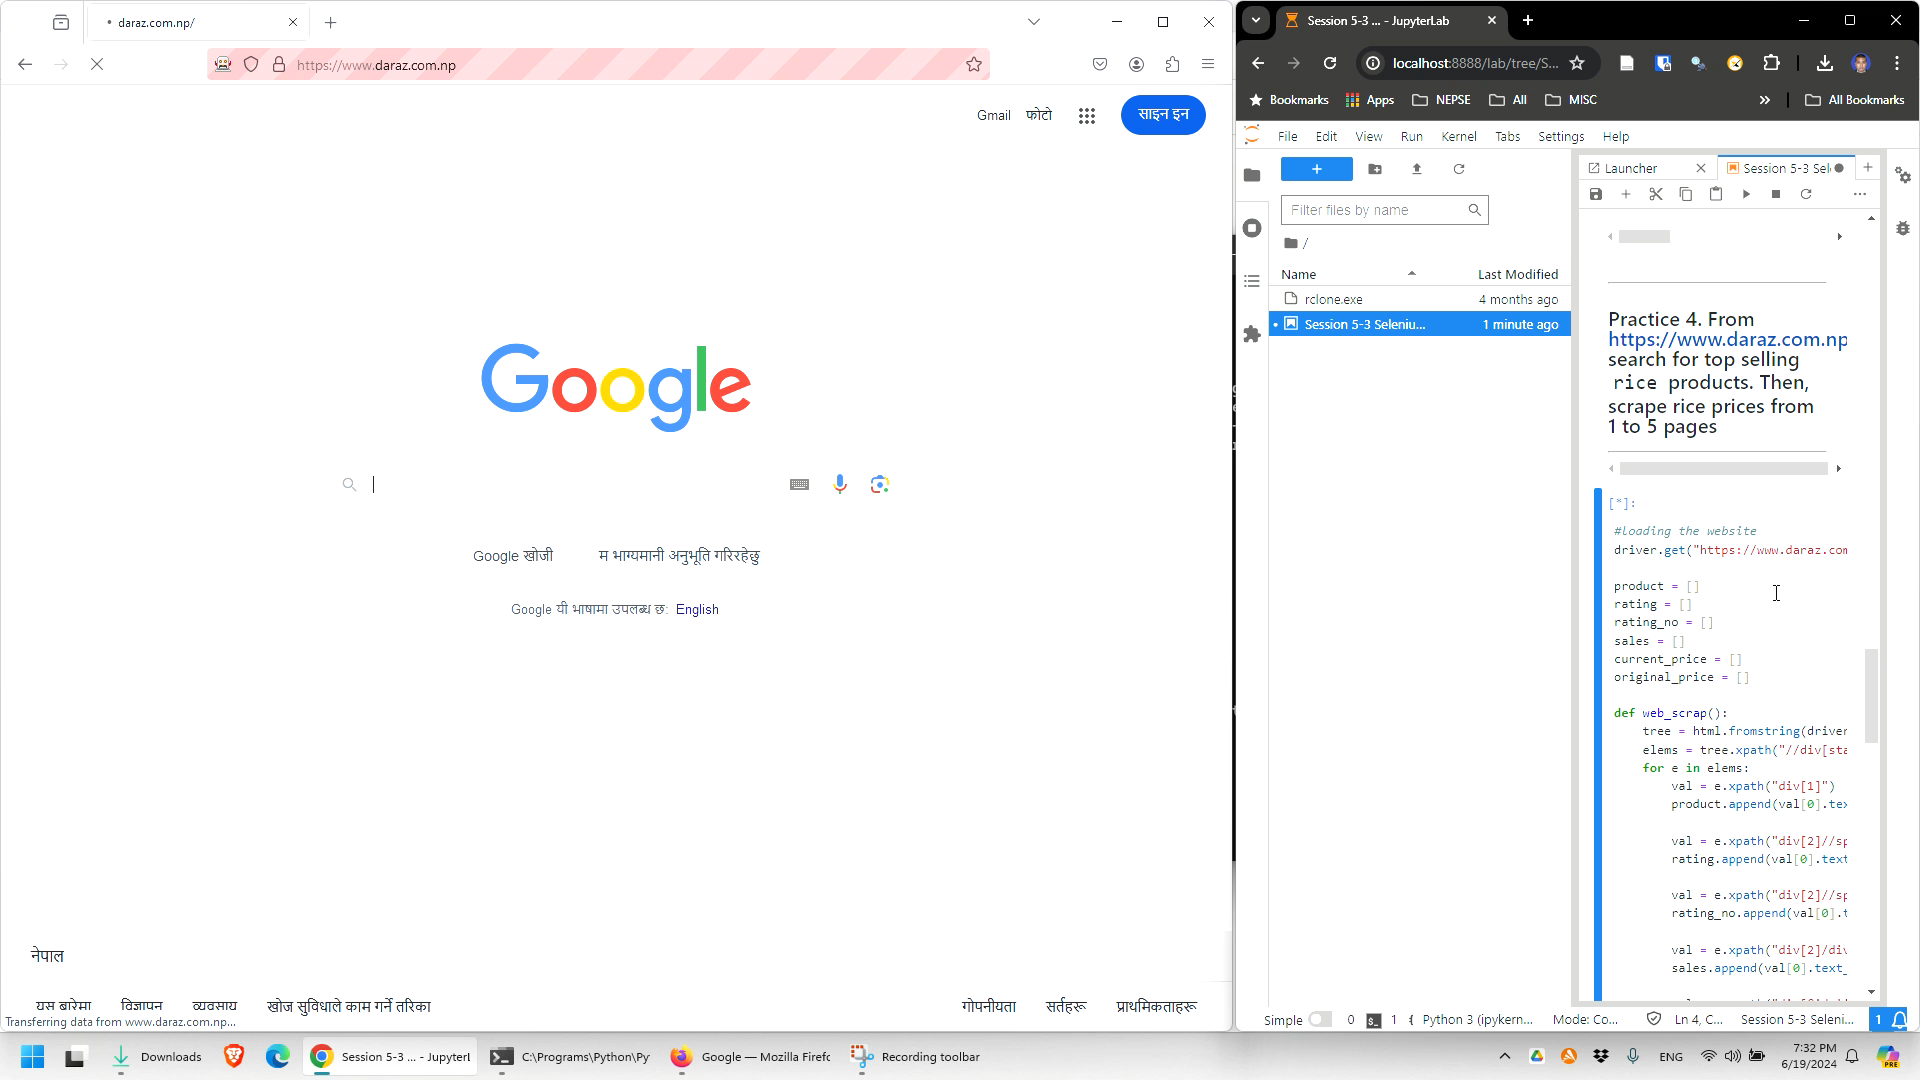 daraz.com.np/
https://www.daraz.com.np
Gmail
फोटो
साइन इन
Google
Google खोजी
म भाग्यमानी अनुभूति गरिरहेछु
Google यी भाषामा उपलब्ध छ: English
नेपाल
यस बारेमा
विज्ञापन
व्यवसाय
खोज सुविधाले काम गर्ने तरिका
गोपनीयता
सर्तहरू
प्राथमिकताहरू
Transferring data from www.daraz.com.np...
Session 5-3 ... - JupyterLab
localhost:8888/lab/tree/S...
Bookmarks
Apps
NEPSE
All
MISC
All Bookmarks
File
Edit
View
Run
Kernel
Tabs
Settings
Help
Filter files by name
/
Name
Last Modified
rclone.exe
4 months ago
Session 5-3 Seleniu...
1 minute ago
Launcher
Session 5-3 Sel
Practice 4. From
https://www.daraz.com.np
search for top selling
rice products. Then,
scrape rice prices from
1 to 5 pages
[*]:
#loading the website
driver.get("https://www.daraz.com
product = []
rating = []
rating_no = []
sales = []
current_price = []
original_price = []
def web_scrap():
tree = html.fromstring(driver
elems = tree.xpath("//div[sta
for e in elems:
val = e.xpath("div[1]")
product.append(val[0].tex
val = e.xpath("div[2]//sp
rating.append(val[0].text
val = e.xpath("div[2]//sp
rating_no.append(val[0].t
val = e.xpath("div[2]/div
sales.append(val[0].text_
Simple
0
1
Python 3 (ipykern...
Mode: Co...
Ln 4, C...
Session 5-3 Seleni...
1
Downloads
Session 5-3 ... - Jupyterl
C:\Programs\Python\Py
Google — Mozilla Firefo
Recording toolbar
ENG
7:32 PM
6/19/2024
PRE